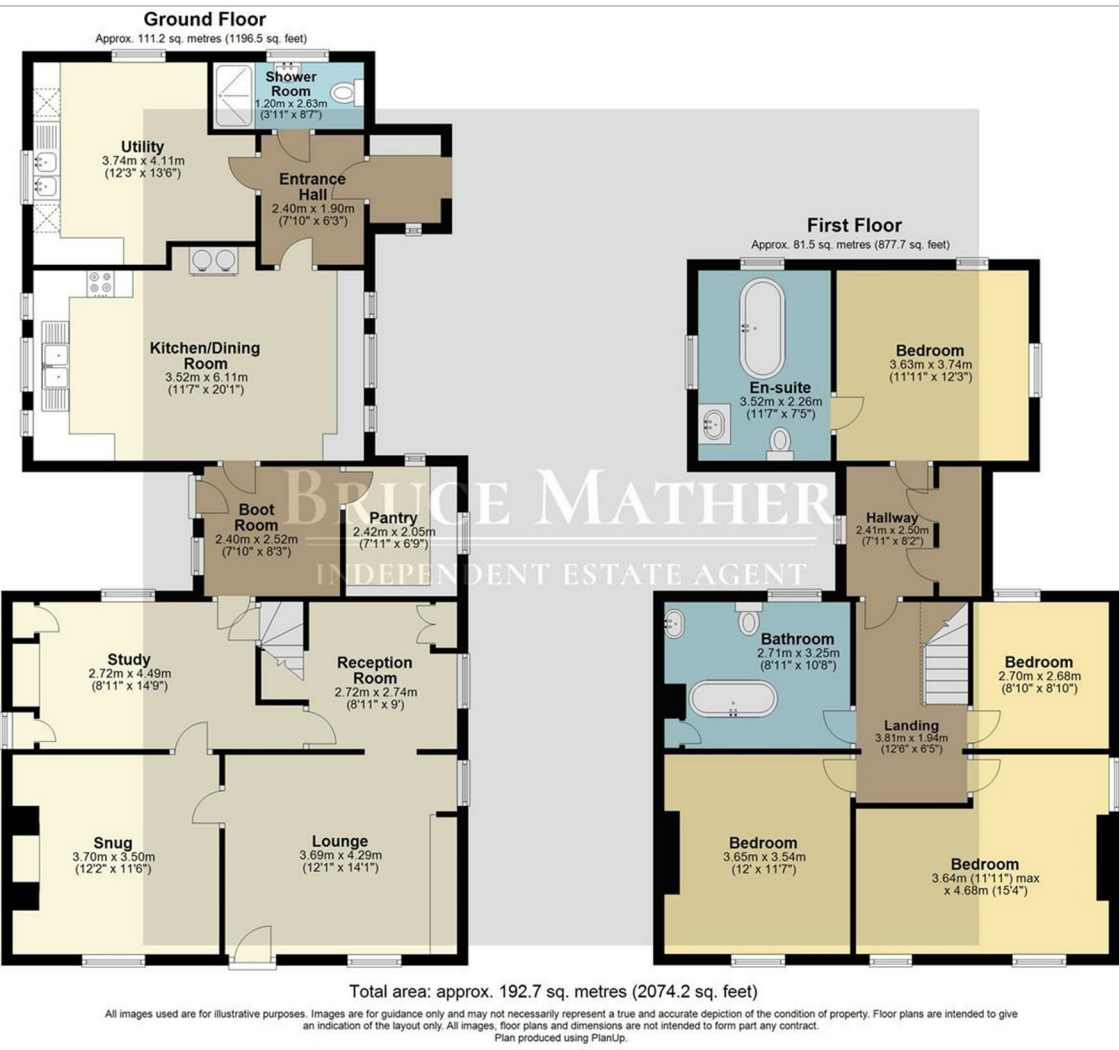 Ground Floor
Approx. 111.2 sq. metres (1196.5 sq. feet)
Shower
Room
1.20m x 2.63m
(3'11" x 8'7")
Utility
3.74m x 4.11m
(12'3" x 13'6")
Entrance
Hall
2.40m x 1.90m
(7'10" x 6'3")
Kitchen/Dining
Room
3.52m x 6.11m
(11'7" x 20'1")
Boot
Room
2.40m x 2.52m
(7'10" x 8'3")
Pantry
2.42m x 2.05m
(7'11" x 6'9")
Study
2.72m x 4.49m
(8'11" x 14'9")
Reception
Room
2.72m x 2.74m
(8'11" x 9')
Snug
3.70m x 3.50m
(12'2" x 11'6")
Lounge
3.69m x 4.29m
(12'1" x 14'1")
First Floor
Approx. 81.5 sq. metres (877.7 sq. feet)
En-suite
3.52m x 2.26m
(11'7" x 7'5")
Bedroom
3.63m x 3.74m
(11'11" x 12'3")
Hallway
2.41m x 2.50m
(7'11" x 8'2")
Bathroom
2.71m x 3.25m
(8'11" x 10'8")
Landing
3.81m x 1.94m
(12'6" x 6'5")
Bedroom
2.70m x 2.68m
(8'10" x 8'10")
Bedroom
3.65m x 3.54m
(12' x 11'7")
Bedroom
3.64m (11'11") max
x 4.68m (15'4")
BRUCE MATHER
INDEPENDENT ESTATE AGENT
Total area: approx. 192.7 sq. metres (2074.2 sq. feet)
All images used are for illustrative purposes. Images are for guidance only and may not necessarily represent a true and accurate depiction of the condition of property. Floor plans are intended to give
an indication of the layout only. All images, floor plans and dimensions are not intended to form part any contract.
Plan produced using PlanUp.